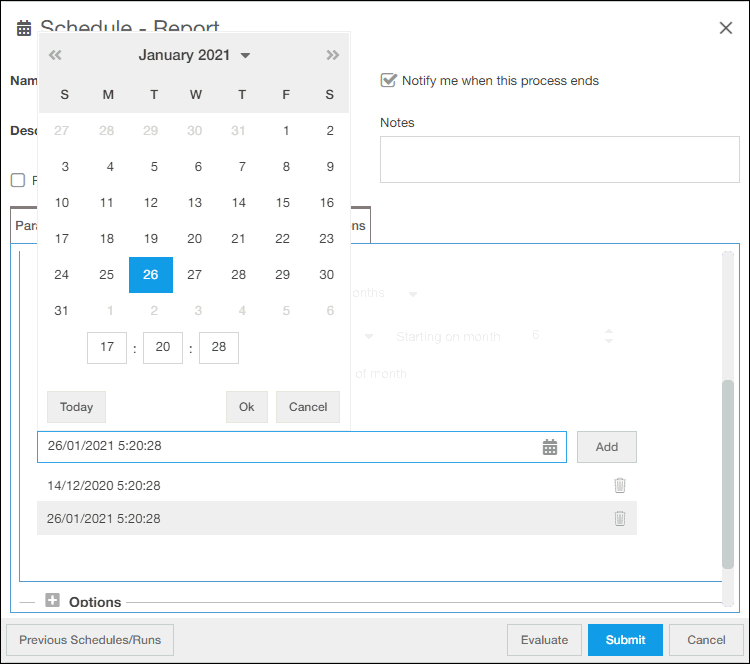 Schedule - Report
« January 2021 »
Nam
Notify me when this process ends
S M T W T F S
Desc
Notes
27 28 29 30 31 1 2
3 4 5 6 7 8 9
10 11 12 13 14 15 16
17 18 19 20 21 22 23
24 25 26 27 28 29 30
31 1 2 3 4 5 6
Para
ns
onths
Starting on month 6
of month
17 : 20 : 28
Today Ok Cancel
26/01/2021 5:20:28 Add
14/12/2020 5:20:28
26/01/2021 5:20:28
Options
Previous Schedules/Runs Evaluate Submit Cancel